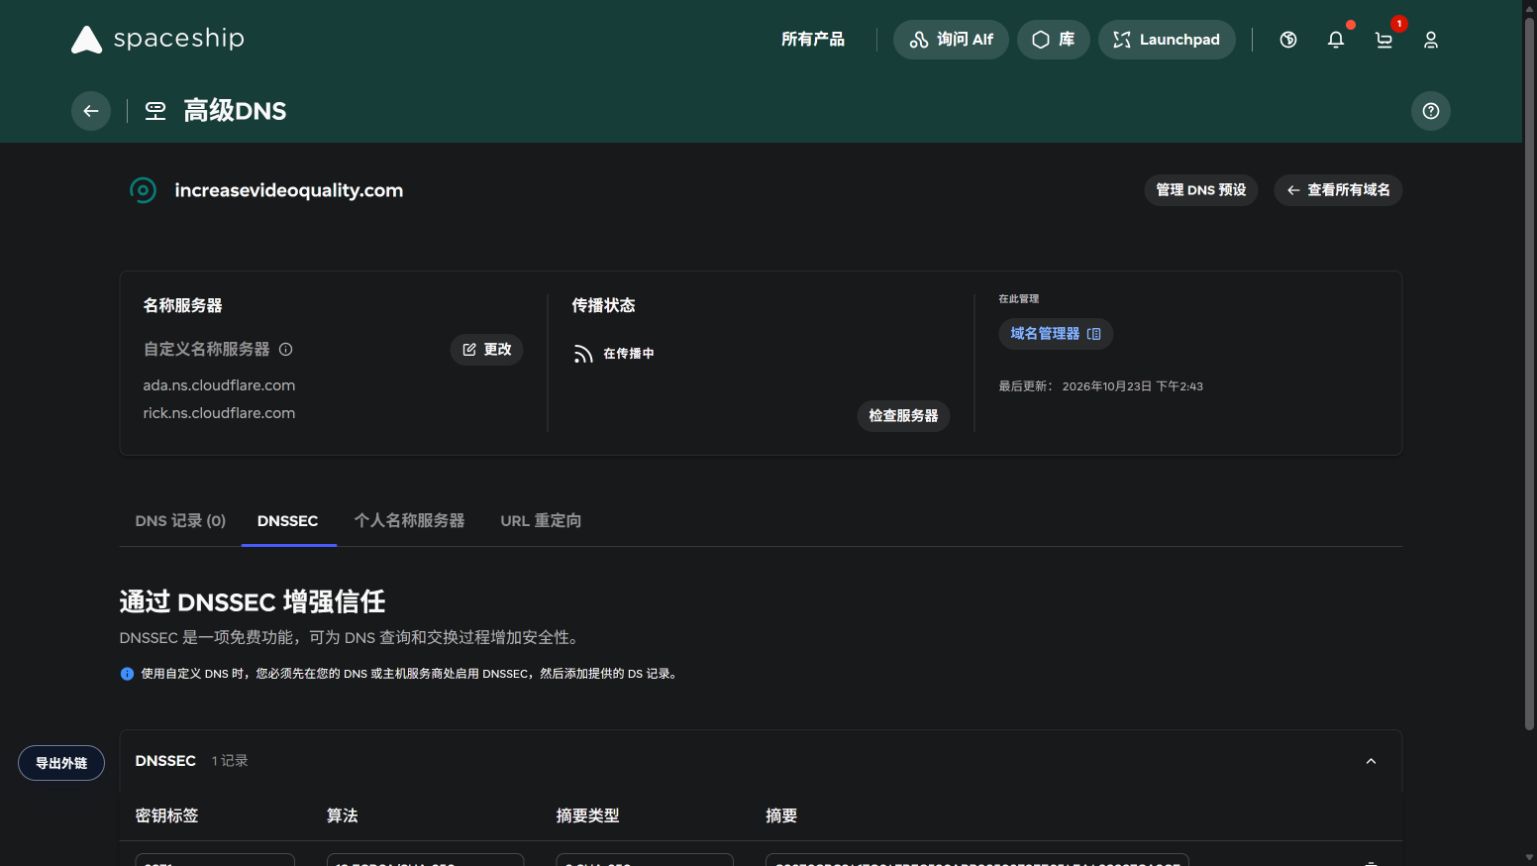 spaceship
所有产品
询问 Alf
库
Launchpad
1
高级DNS
increasevideoquality.com
管理 DNS 预设
← 查看所有域名
名称服务器
自定义名称服务器
更改
ada.ns.cloudflare.com
rick.ns.cloudflare.com
传播状态
在传播中
检查服务器
在此管理
域名管理器
最后更新： 2026年10月23日 下午2:43
DNS 记录 (0)
DNSSEC
个人名称服务器
URL 重定向
通过 DNSSEC 增强信任
DNSSEC 是一项免费功能，可为 DNS 查询和交换过程增加安全性。
使用自定义 DNS 时，您必须先在您的 DNS 或主机服务商处启用 DNSSEC，然后添加提供的 DS 记录。
导出外链
DNSSEC 1 记录
密钥标签
算法
摘要类型
摘要